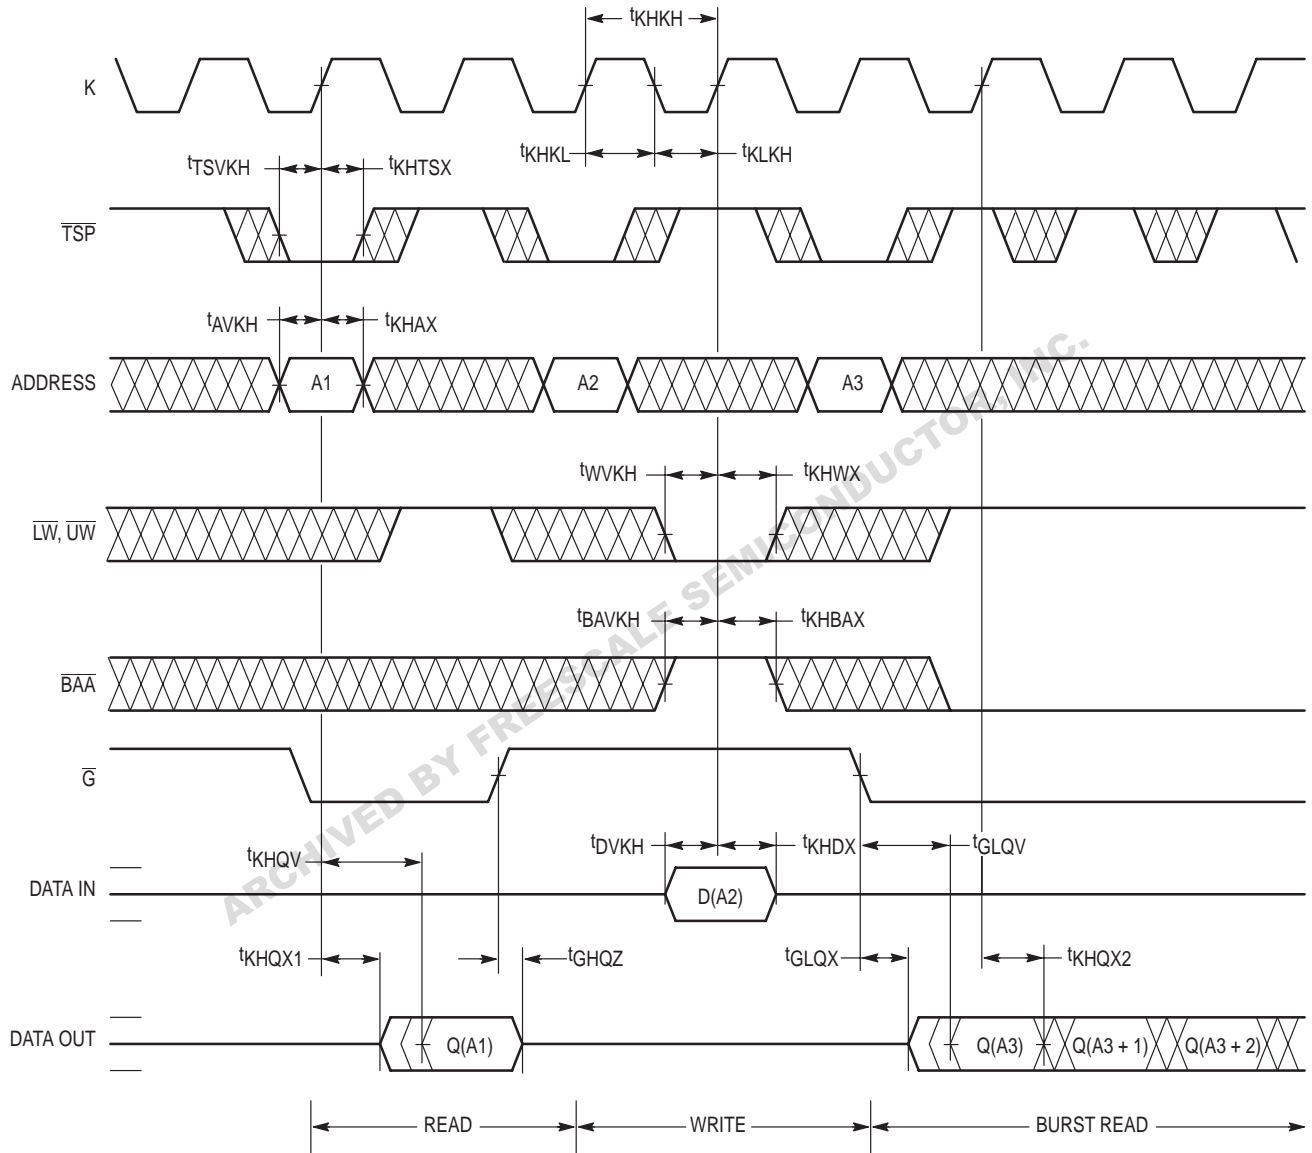 tKHKH
K
tTSVKH
tKHTSX
tKHKL
tKLKH
TSP
tAVKH
tKHAX
ADDRESS
A1
A2
A3
tWVKH
tKHWX
LW, UW
tBAVKH
tKHBAX
BAA
G
tKHQV
tDVKH
tKHDX
tGLQV
DATA IN
D(A2)
tKHQX1
tGHQZ
tGLQX
tKHQX2
DATA OUT
Q(A1)
Q(A3)
Q(A3 + 1)
Q(A3 + 2)
READ
WRITE
BURST READ
ARCHIVED BY FREESCALE SEMICONDUCTOR, INC.